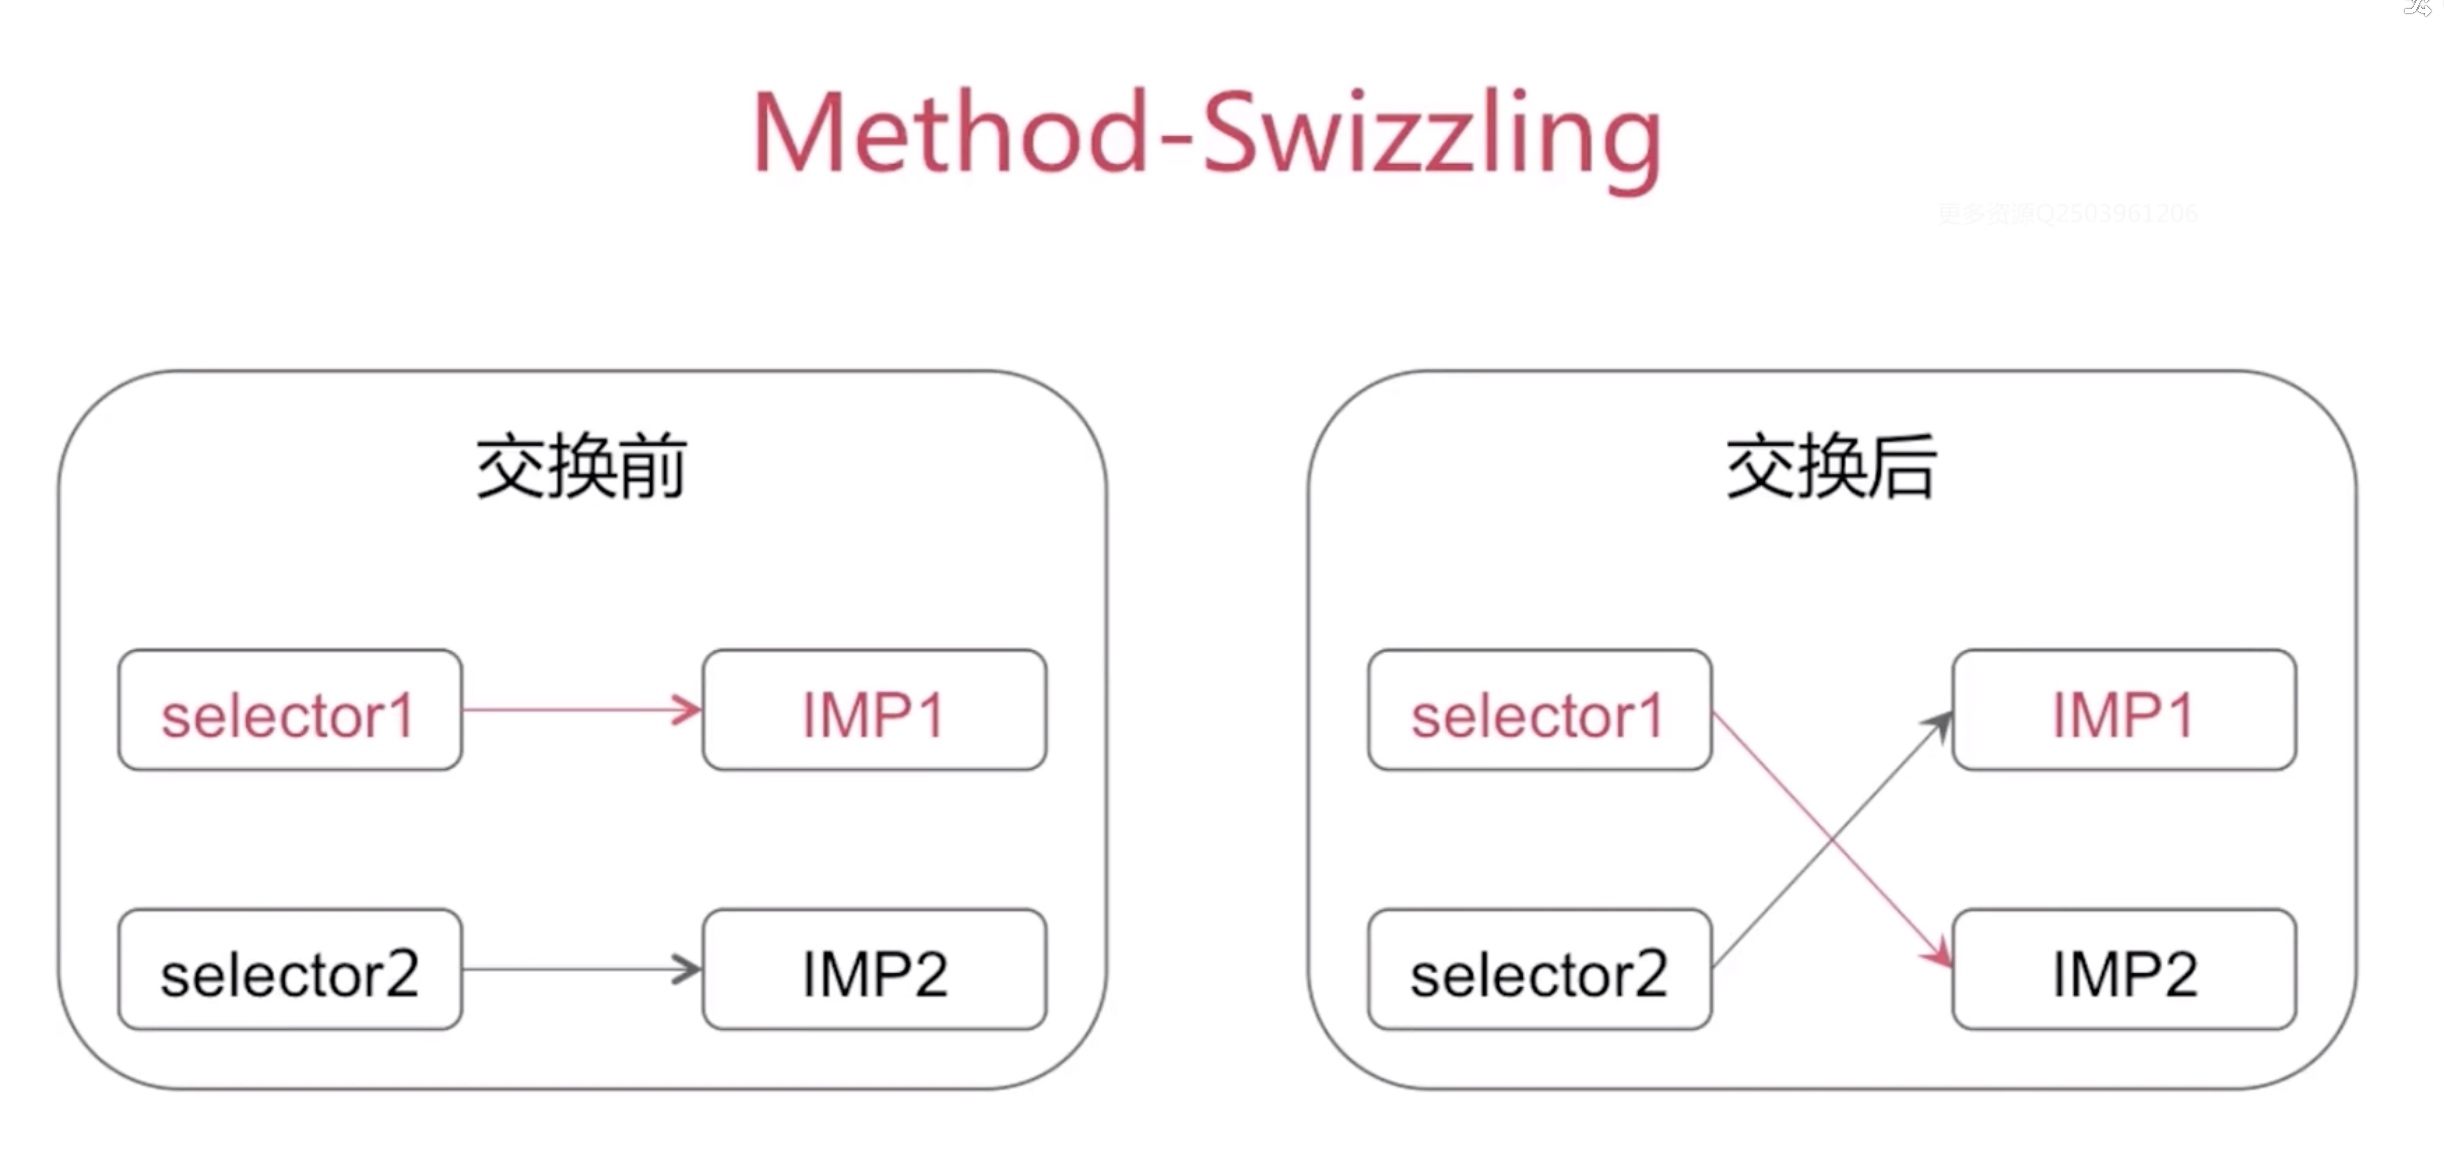 Method-Swizzling
更多资源Q2503961206
交换前
selector1
IMP1
selector2
IMP2
交换后
selector1
IMP1
selector2
IMP2